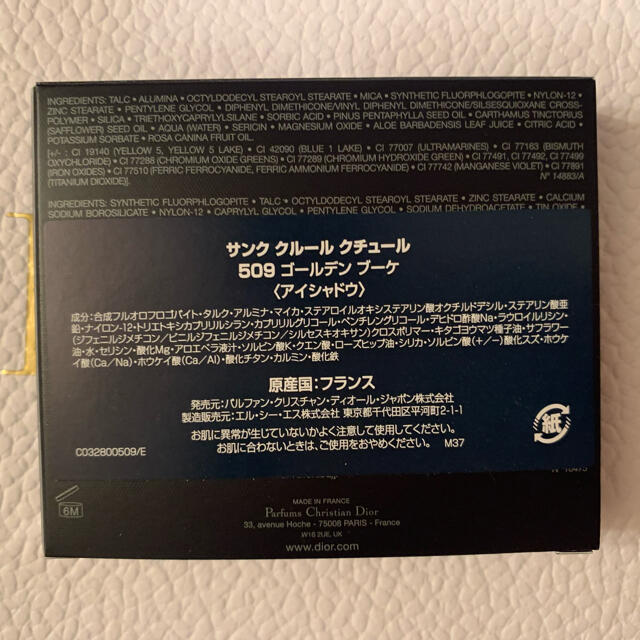 INGREDIENTS: TALC • ALUMINA • OCTYLDODECYL STEAROYL STEARATE • MICA • SYNTHETIC FLUORPHLOGOPITE • NYLON-12 •
ZINC STEARATE • PENTYLENE GLYCOL • DIPHENYL DIMETHICONE/VINYL DIPHENYL DIMETHICONE/SILSESQUIOXANE CROSS-
POLYMER • SILICA • TRIETHOXYCAPRYLYLSILANE • SORBIC ACID • PINUS PENTAPHYLLA SEED OIL • CARTHAMUS TINCTORIUS
(SAFFLOWER) SEED OIL • AQUA (WATER) • SERICIN • MAGNESIUM OXIDE • ALOE BARBADENSIS LEAF JUICE • CITRIC ACID •
POTASSIUM SORBATE • ROSA CANINA FRUIT OIL.
[+/- : CI 19140 (YELLOW 5, YELLOW 5 LAKE) • CI 42090 (BLUE 1 LAKE) • CI 77007 (ULTRAMARINES) • CI 77163 (BISMUTH
OXYCHLORIDE) • CI 77288 (CHROMIUM OXIDE GREENS) • CI 77289 (CHROMIUM HYDROXIDE GREEN) • CI 77491, CI 77492, CI 77499
(IRON OXIDES) • CI 77510 (FERRIC FERROCYANIDE, FERRIC AMMONIUM FERROCYANIDE) • CI 77742 (MANGANESE VIOLET) • CI 77891
(TITANIUM DIOXIDE)]. N° 14883/A
INGREDIENTS: SYNTHETIC FLUORPHLOGOPITE • TALC • OCTYLDODECYL STEAROYL STEARATE • ZINC STEARATE • CALCIUM
SODIUM BOROSILICATE • NYLON-12 • CAPRYLYL GLYCOL • PENTYLENE GLYCOL • SODIUM DEHYDROACETATE • TIN OXIDE •
サンク クルール クチュール
509 ゴールデン ブーケ
〈アイシャドウ〉
成分：合成フルオロフロゴパイト・タルク・アルミナ・マイカ・ステアロイルオキシステアリン酸オクチルドデシル・ステアリン酸亜
鉛・ナイロン-12・トリエトキシカプリリルシラン・カプリリルグリコール・ペンチレングリコール・デヒドロ酢酸Na・ラウロイルリシン・
(ジフェニルジメチコン/ビニルジフェニルジメチコン/シルセスキオキサン)クロスポリマー・キタゴヨウマツ種子油・サフラワー
油・水・セリシン・酸化Mg・アロエベラ液汁・ソルビン酸K・クエン酸・ローズヒップ油・シリカ・ソルビン酸(+/-)酸化スズ・ホウケ
イ酸(Ca/Na)・ホウケイ酸(Ca/Al)・酸化チタン・カルミン・酸化鉄
原産国：フランス
発売元：パルファン・クリスチャン・ディオール・ジャポン株式会社
製造販売元：エル・シー・エス株式会社 東京都千代田区平河町2-1-1
お肌に異常が生じていないかよく注意して使用してください。
お肌に合わないときは、ご使用をおやめください。 M37
C032800509/E
紙
6M
MADE IN FRANCE
Parfums Christian Dior
33, avenue Hoche - 75008 PARIS - France
W16 2UE, UK
www.dior.com